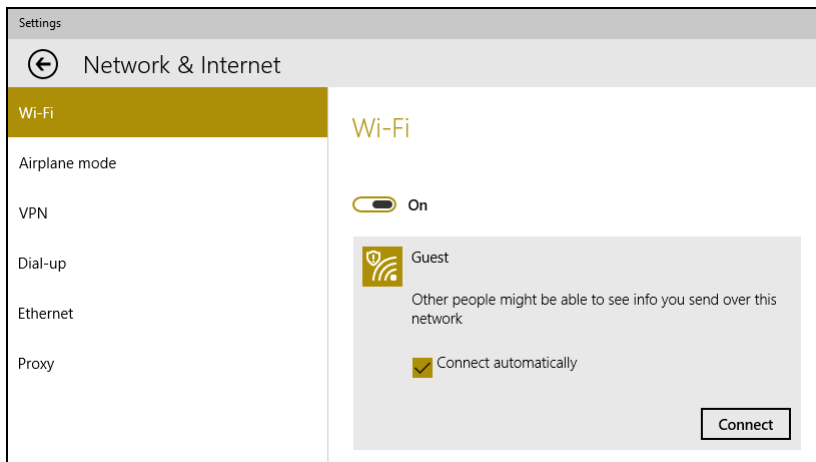 Settings
Network & Internet
Wi-Fi
Airplane mode
VPN
Dial-up
Ethernet
Proxy
Wi-Fi
On
Guest
Other people might be able to see info you send over this
network
Connect automatically
Connect